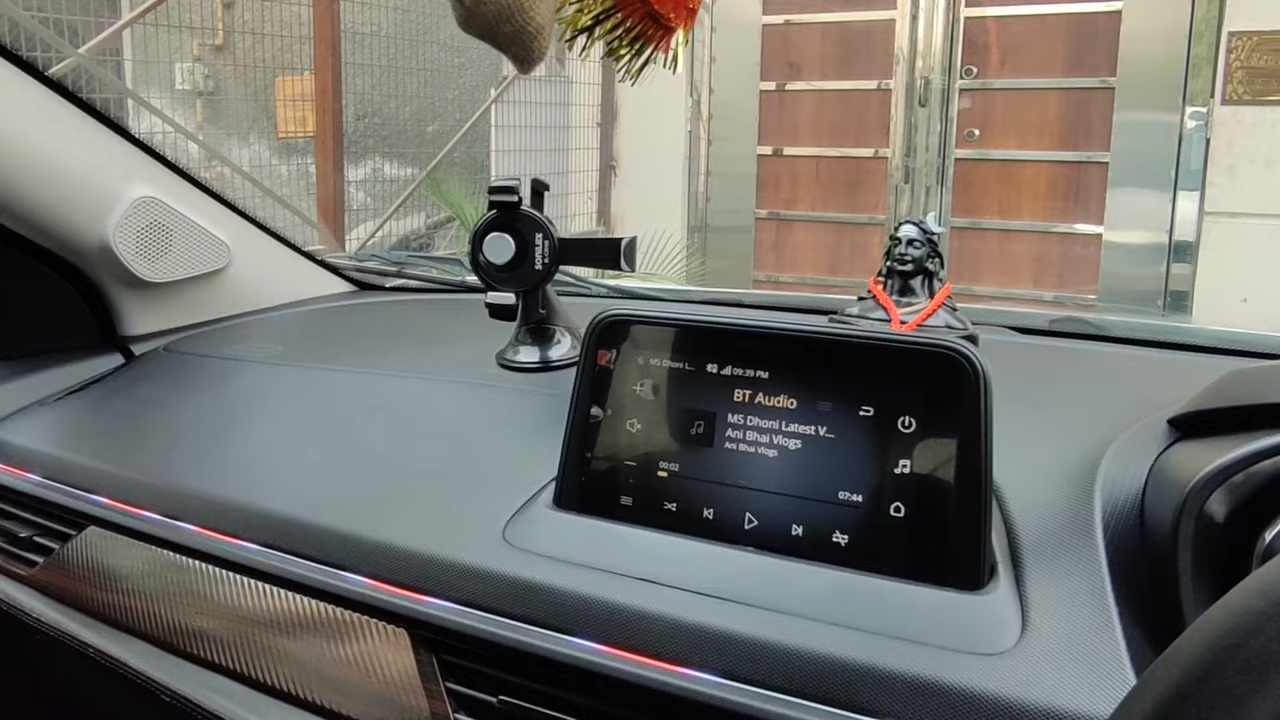 SONILEX
MS Dhoni L...
09:39 PM
BT Audio
MS Dhoni Latest V...
Ani Bhai Vlogs
Ani Bhai Vlogs
00:02
07:44